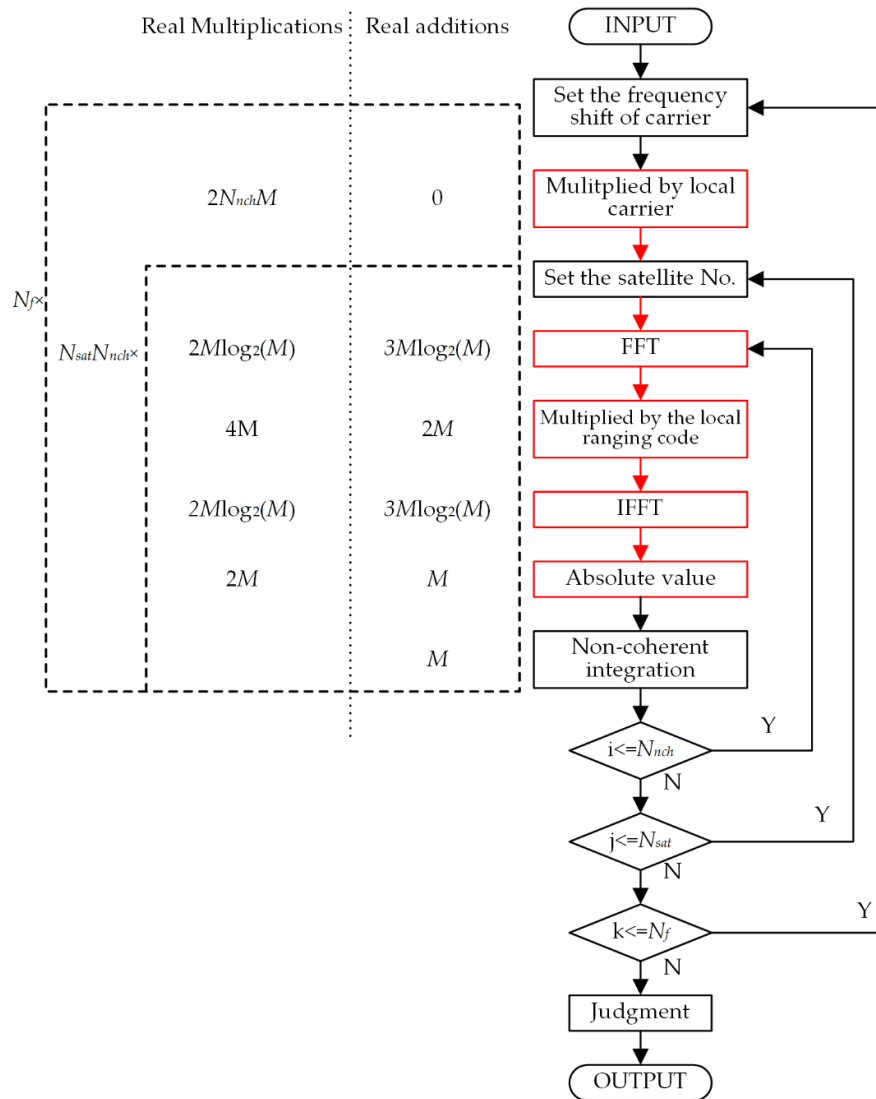 Real Multiplications
Real additions
INPUT
Set the frequency
shift of carrier
2NnchM
0
Mulitplied by local
carrier
Set the satellite No.
Nf×
NsatNnch×
2Mlog2(M)
3Mlog2(M)
FFT
4M
2M
Multiplied by the local
ranging code
2Mlog2(M)
3Mlog2(M)
IFFT
2M
M
Absolute value
M
Non-coherent
integration
i<=Nnch
Y
N
j<=Nsat
Y
N
k<=Nf
Y
N
Judgment
OUTPUT